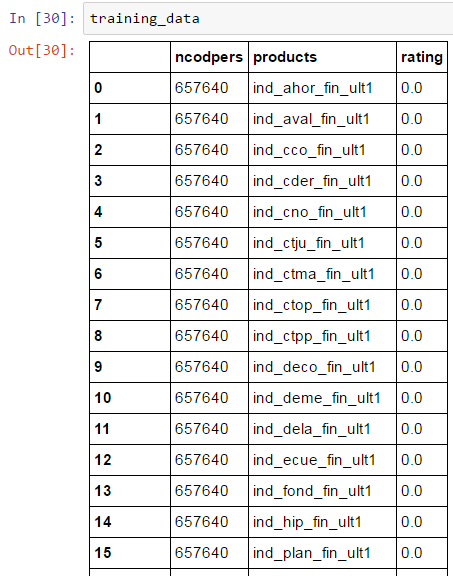 In [30]: training_data
Out[30]:
ncodpers products rating
0 657640 ind_ahor_fin_ult1 0.0
1 657640 ind_aval_fin_ult1 0.0
2 657640 ind_cco_fin_ult1 0.0
3 657640 ind_cder_fin_ult1 0.0
4 657640 ind_cno_fin_ult1 0.0
5 657640 ind_ctju_fin_ult1 0.0
6 657640 ind_ctma_fin_ult1 0.0
7 657640 ind_ctop_fin_ult1 0.0
8 657640 ind_ctpp_fin_ult1 0.0
9 657640 ind_deco_fin_ult1 0.0
10 657640 ind_deme_fin_ult1 0.0
11 657640 ind_dela_fin_ult1 0.0
12 657640 ind_ecue_fin_ult1 0.0
13 657640 ind_fond_fin_ult1 0.0
14 657640 ind_hip_fin_ult1 0.0
15 657640 ind_plan_fin_ult1 0.0